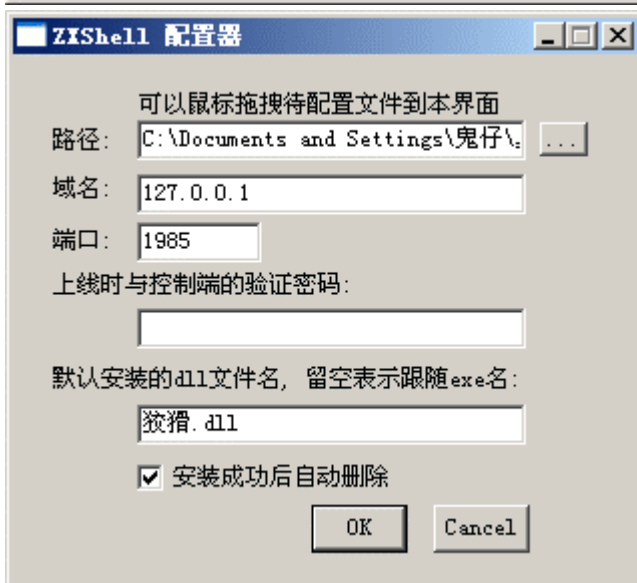 ZXShell 配置器
可以鼠标拖拽待配置文件到本界面
路径: C:\Documents and Settings\鬼仔\ ...
域名: 127.0.0.1
端口: 1985
上线时与控制端的验证密码:
默认安装的dll文件名, 留空表示跟随exe名:
狡猾.dll
安装成功后自动删除
OK Cancel